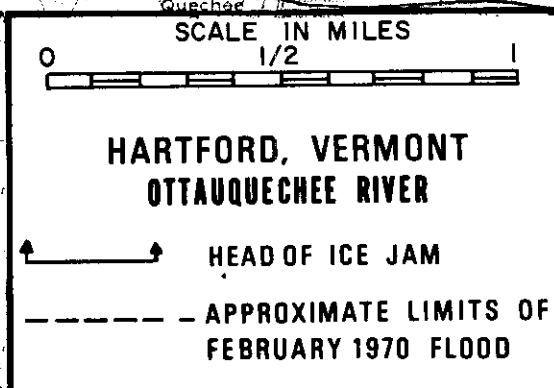 Quechee
SCALE IN MILES
0 1/2 1
HARTFORD, VERMONT
OTTAUQUECHEE RIVER
HEAD OF ICE JAM
APPROXIMATE LIMITS OF
FEBRUARY 1970 FLOOD